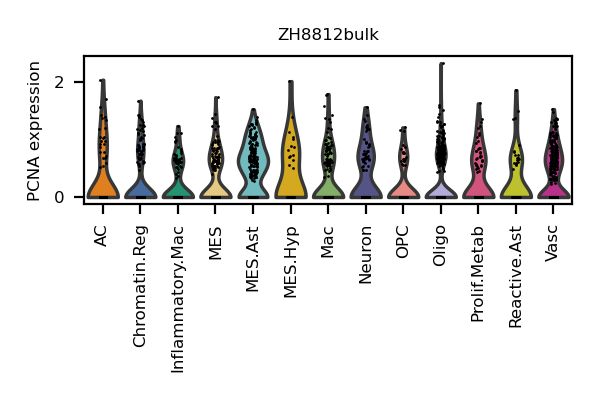 ZH8812bulk
PCNA expression
2
0
AC
Chromatin.Reg
Inflammatory.Mac
MES
MES.Ast
MES.Hyp
Mac
Neuron
OPC
Oligo
Prolif.Metab
Reactive.Ast
Vasc